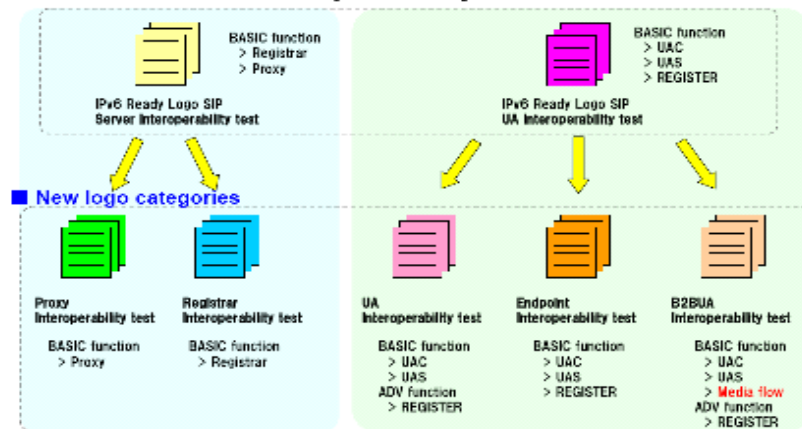 BASIC function
> Registrar
> Proxy
IPv6 Ready Logo SIP
Server Interoperability test
BASIC function
> UAC
> UAS
> REGISTER
IPv6 Ready Logo SIP
UA Interoperability test
■ New logo categories
Proxy
Interoperability test
BASIC function
> Proxy
Registrar
Interoperability test
BASIC function
> Registrar
UA
Interoperability test
BASIC function
> UAC
> UAS
ADV function
> REGISTER
Endpoint
Interoperability test
BASIC function
> UAC
> UAS
> REGISTER
B2BUA
Interoperability test
BASIC function
> UAC
> UAS
> Media flow
ADV function
> REGISTER